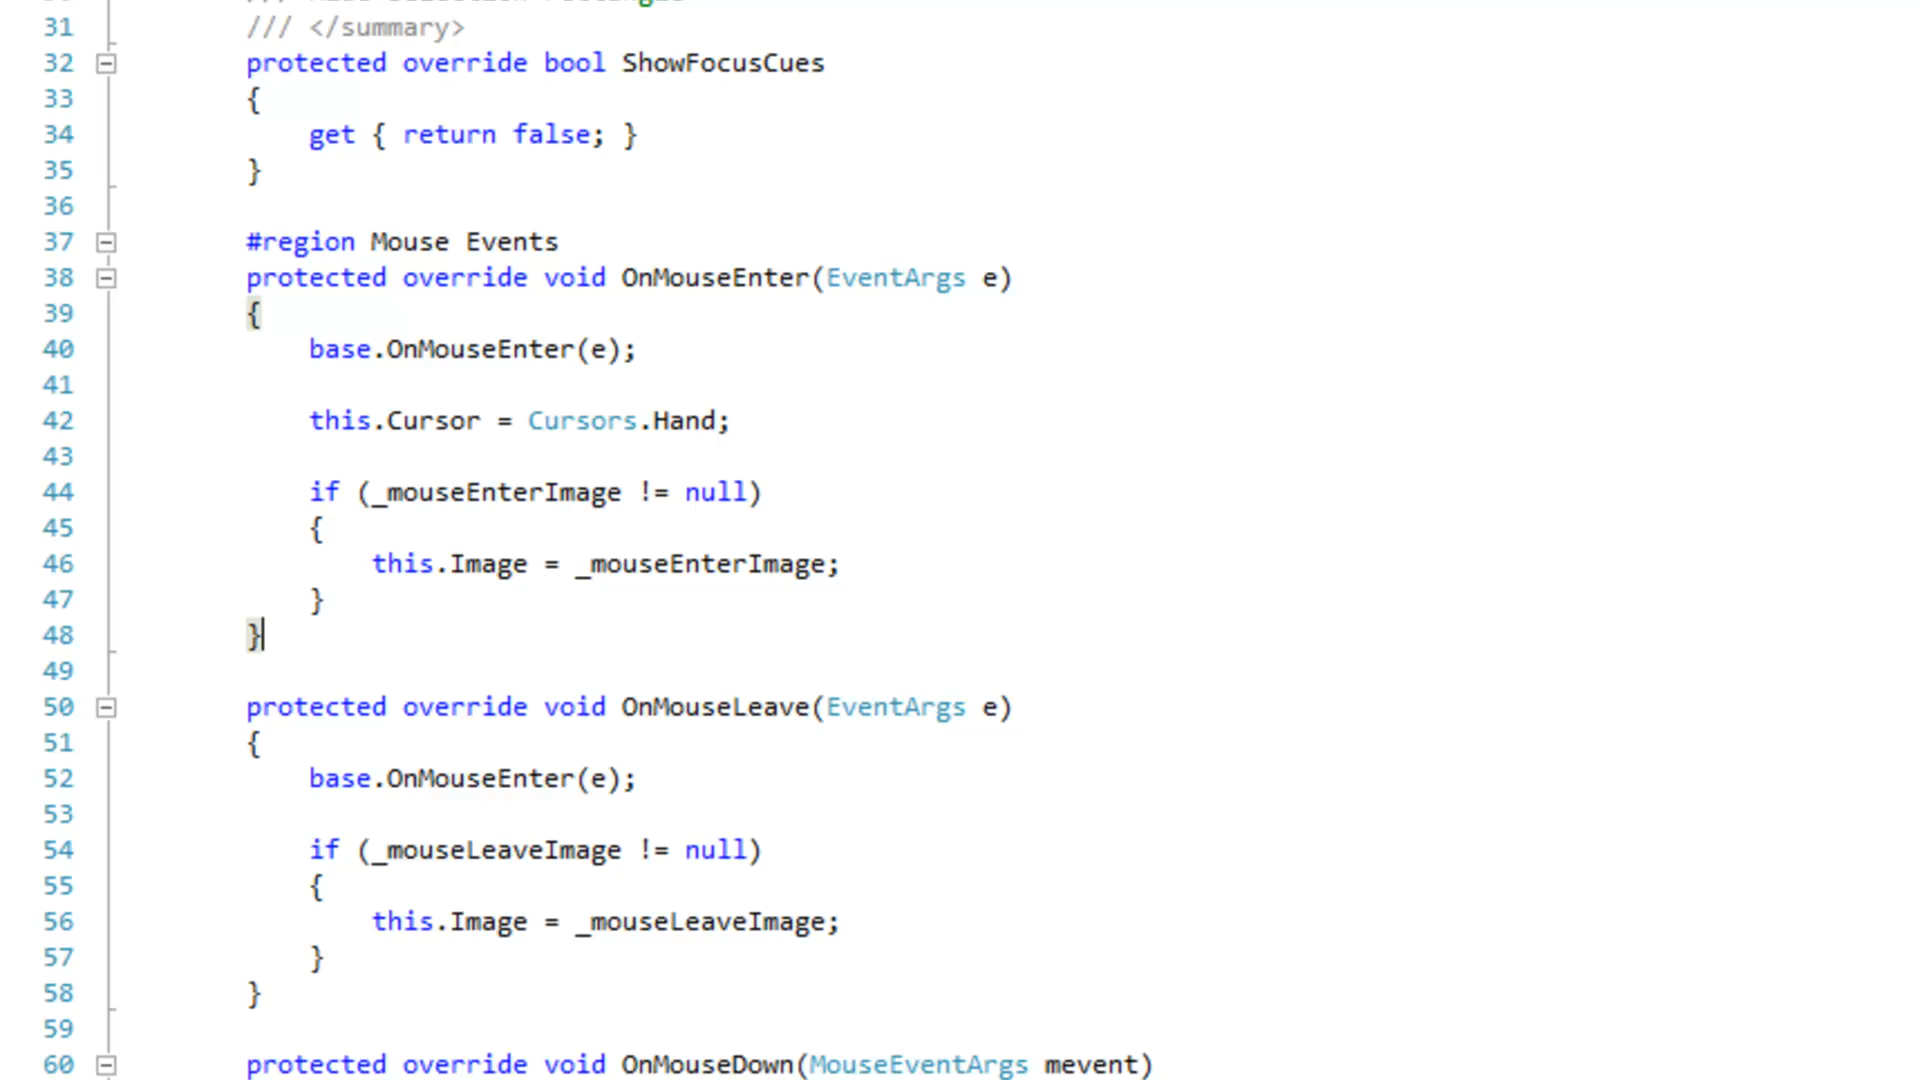 31 /// </summary>
32 protected override bool ShowFocusCues
33 {
34 get { return false; }
35 }
36
37 #region Mouse Events
38 protected override void OnMouseEnter(EventArgs e)
39 {
40 base.OnMouseEnter(e);
41
42 this.Cursor = Cursors.Hand;
43
44 if (_mouseEnterImage != null)
45 {
46 this.Image = _mouseEnterImage;
47 }
48 }
49
50 protected override void OnMouseLeave(EventArgs e)
51 {
52 base.OnMouseEnter(e);
53
54 if (_mouseLeaveImage != null)
55 {
56 this.Image = _mouseLeaveImage;
57 }
58 }
59
60 protected override void OnMouseDown(MouseEventArgs mevent)